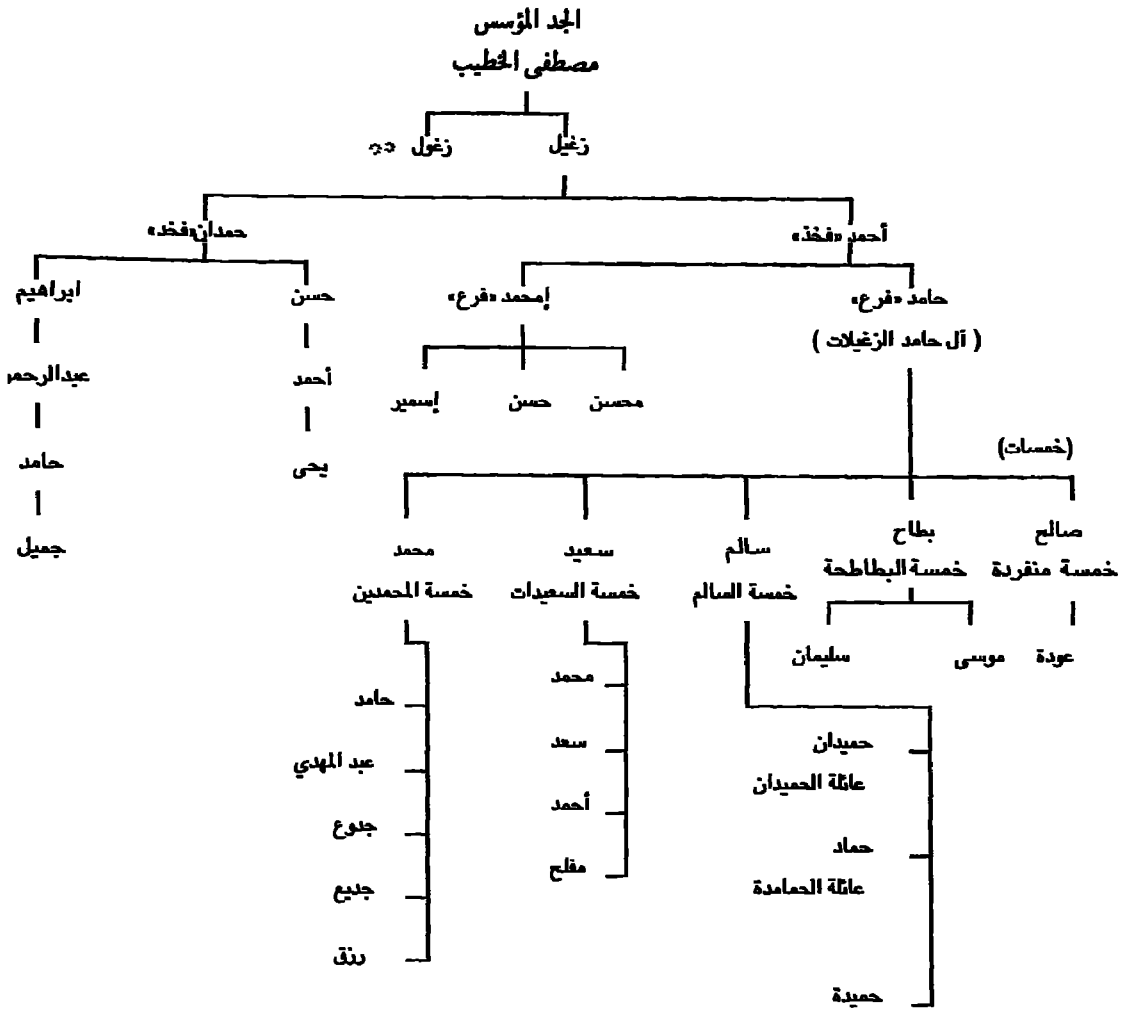 الجد المؤسس
مصطفى الخطيب
زغيل
زغول
أحمد «فخذ»
حمدان «فخذ»
حامد «فرع»
(آل حامد الزغيلات)
إمحمد «فرع»
محسن
حسن
إسمير
حسن
أحمد
يحى
ابراهيم
عبدالرحمن
حامد
جميل
(خمسات)
صالح
خمسة منفردة
عودة
بطاح
خمسة البطاطحة
موسى
سليمان
سالم
خمسة السالم
حميدان
عائلة الحميدان
حماد
عائلة الحمامدة
حميدة
سعيد
خمسة السعيدات
محمد
سعد
أحمد
مفلح
محمد
خمسة المحمدين
حامد
عبد المهدي
جدوع
جديع
رزق